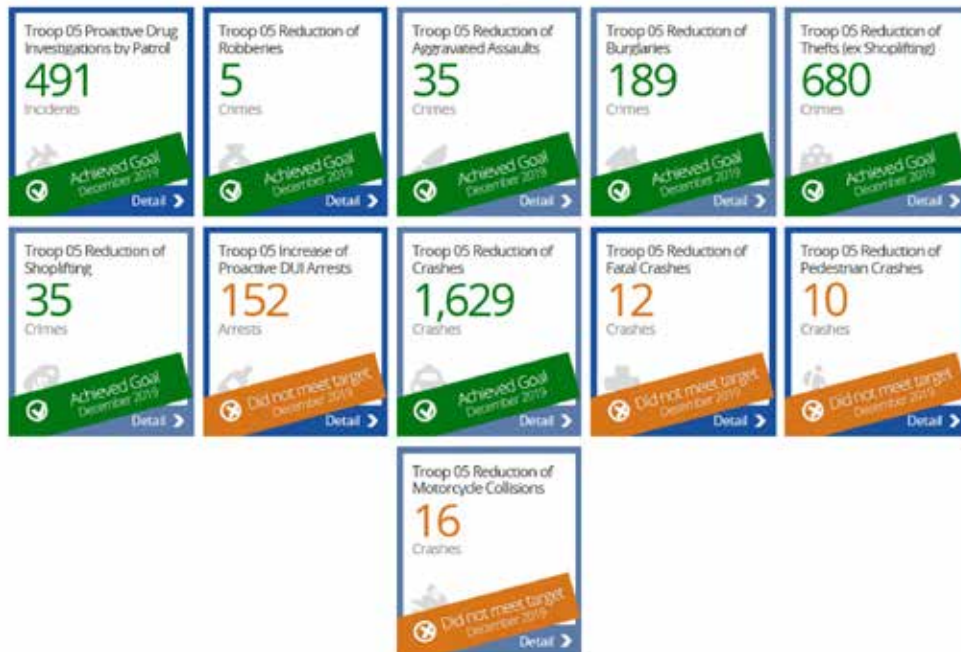 Troop 05 Proactive Drug
Investigations by Patrol
491
Incidents
Achieved Goal
December 2019
Detail
Troop 05 Reduction of
Robberies
5
Crimes
Achieved Goal
December 2019
Detail
Troop 05 Reduction of
Aggravated Assaults
35
Crimes
Achieved Goal
December 2019
Detail
Troop 05 Reduction of
Burglaries
189
Crimes
Achieved Goal
December 2019
Detail
Troop 05 Reduction of
Thefts (ex Shoplifting)
680
Crimes
Achieved Goal
December 2019
Detail
Troop 05 Reduction of
Shoplifting
35
Crimes
Achieved Goal
December 2019
Detail
Troop 05 Increase of
Proactive DUI Arrests
152
Arrests
Did not meet target
December 2019
Detail
Troop 05 Reduction of
Crashes
1,629
Crashes
Achieved Goal
December 2019
Detail
Troop 05 Reduction of
Fatal Crashes
12
Crashes
Did not meet target
December 2019
Detail
Troop 05 Reduction of
Pedestrian Crashes
10
Crashes
Did not meet target
December 2019
Detail
Troop 05 Reduction of
Motorcycle Collisions
16
Crashes
Did not meet target
December 2019
Detail